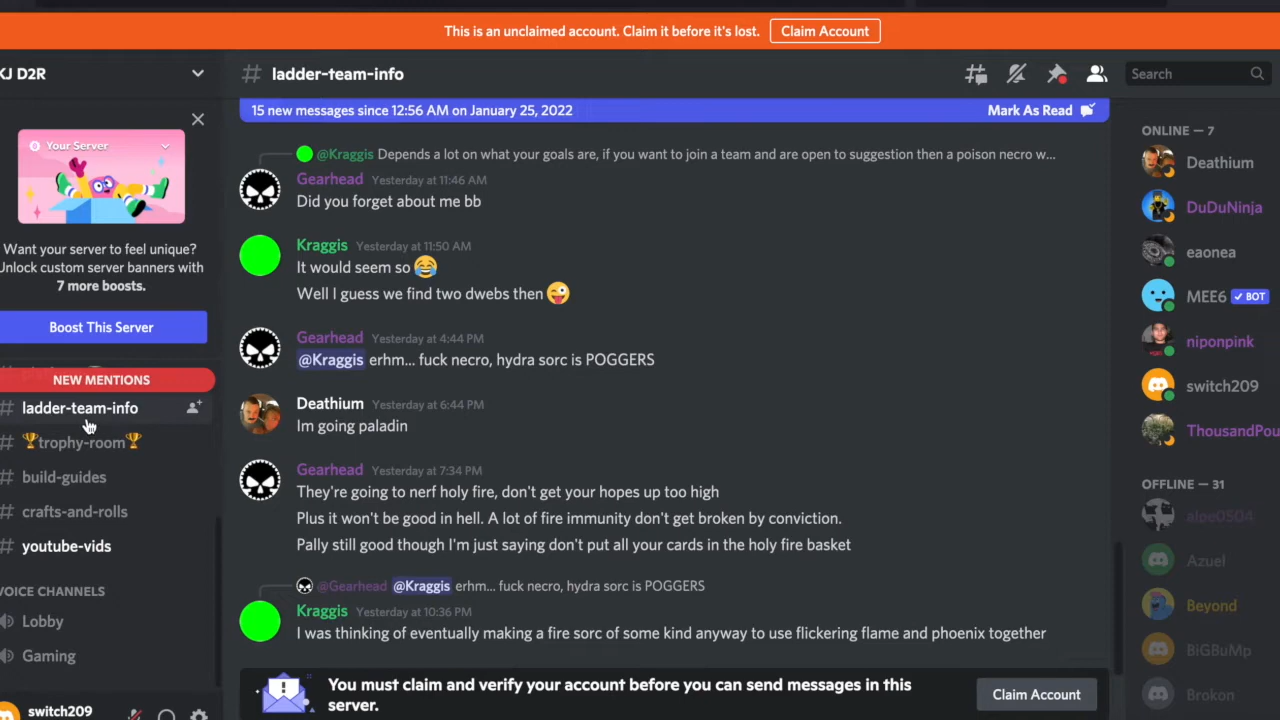 This is an unclaimed account. Claim it before it's lost.
Claim Account
KJ D2R
ladder-team-info
Search
15 new messages since 12:56 AM on January 25, 2022
Mark As Read
Your Server
Want your server to feel unique?
Unlock custom server banners with
7 more boosts.
Boost This Server
NEW MENTIONS
# ladder-team-info
# 🏆trophy-room🏆
# build-guides
# crafts-and-rolls
youtube-vids
VOICE CHANNELS
Lobby
Gaming
switch209
@Kraggis Depends a lot on what your goals are, if you want to join a team and are open to suggestion then a poison necro w...
Gearhead Yesterday at 11:46 AM
Did you forget about me bb
Kraggis Yesterday at 11:50 AM
It would seem so 😂
Well I guess we find two dwebs then 😜
Gearhead Yesterday at 4:44 PM
@Kraggis erhm... fuck necro, hydra sorc is POGGERS
Deathium Yesterday at 6:44 PM
Im going paladin
Gearhead Yesterday at 7:34 PM
They're going to nerf holy fire, don't get your hopes up too high
Plus it won't be good in hell. A lot of fire immunity don't get broken by conviction.
Pally still good though I'm just saying don't put all your cards in the holy fire basket
@Gearhead @Kraggis erhm... fuck necro, hydra sorc is POGGERS
Kraggis Yesterday at 10:36 PM
I was thinking of eventually making a fire sorc of some kind anyway to use flickering flame and phoenix together
You must claim and verify your account before you can send messages in this
server.
Claim Account
ONLINE — 7
Deathium
DuDuNinja
eaonea
MEE6 ✓ BOT
niponpink
switch209
ThousandPou
OFFLINE — 31
alpe0504
Azuel
Beyond
BiGBuMp
Brokon